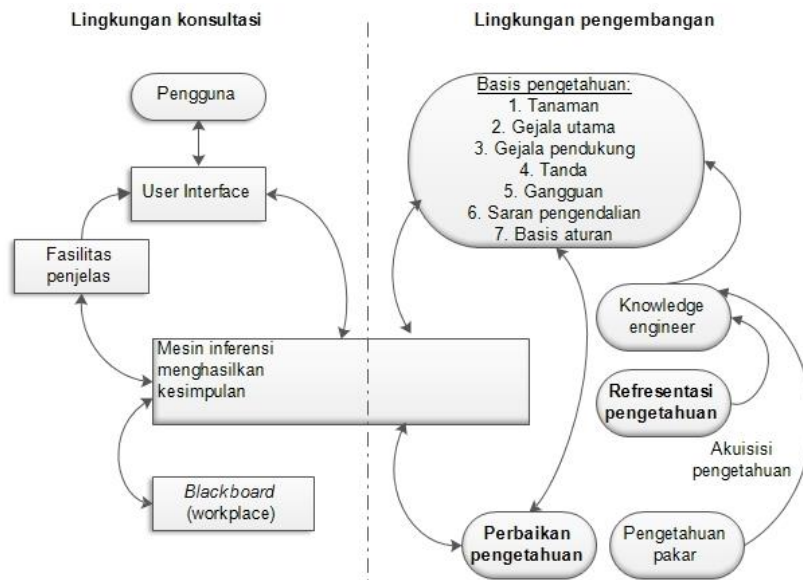 Lingkungan konsultasi
Lingkungan pengembangan
Pengguna
User Interface
Fasilitas
penjelas
Mesin inferensi
menghasilkan
kesimpulan
Blackboard
(workplace)
Basis pengetahuan:
1. Tanaman
2. Gejala utama
3. Gejala pendukung
4. Tanda
5. Gangguan
6. Saran pengendalian
7. Basis aturan
Knowledge
engineer
Refresentasi
pengetahuan
Akuisisi
pengetahuan
Perbaikan
pengetahuan
Pengetahuan
pakar